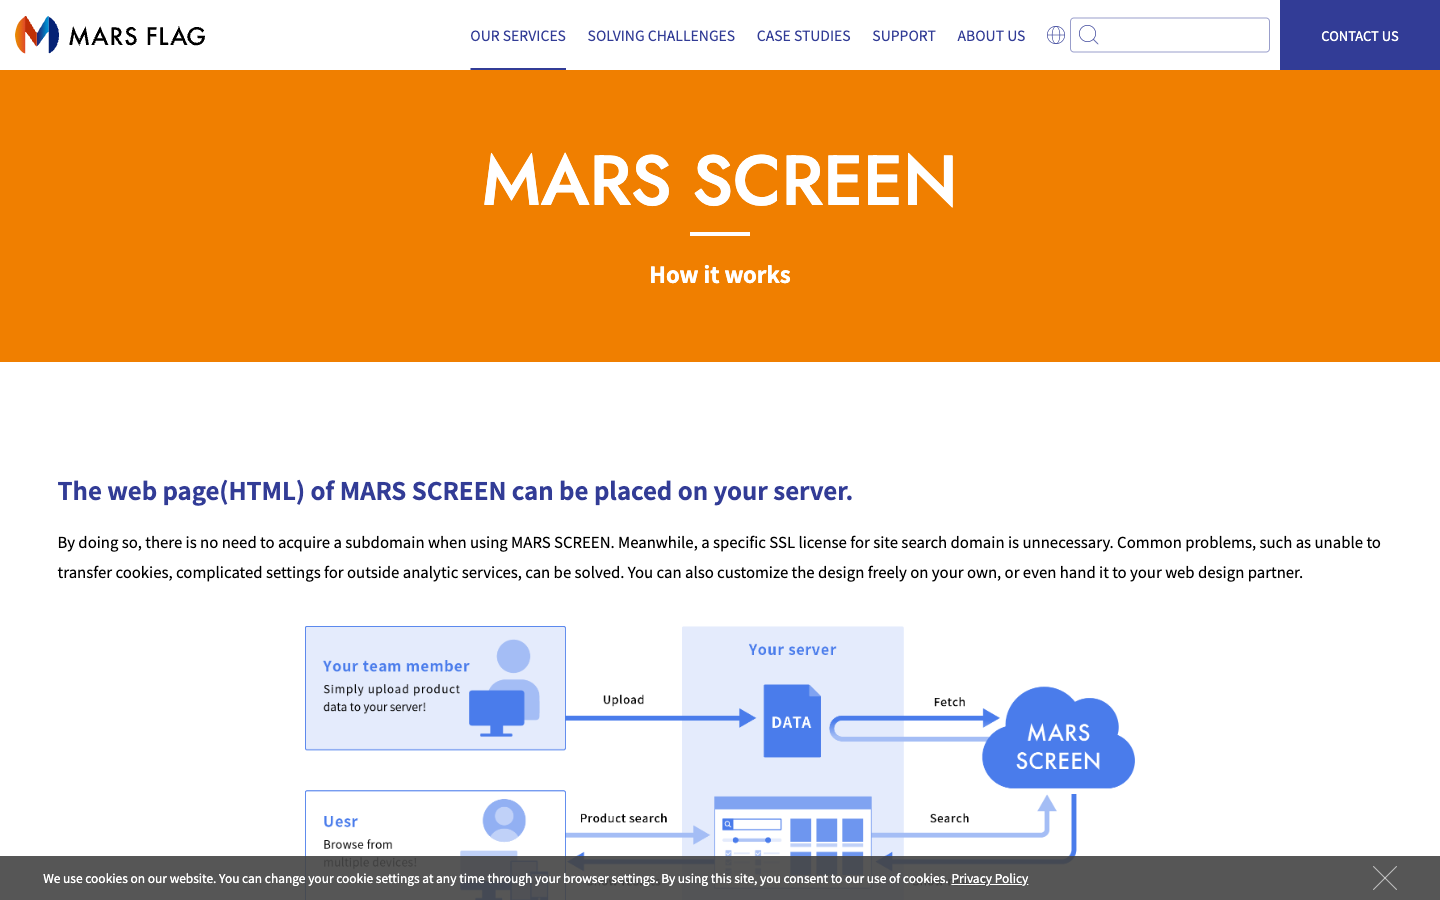 MARS FLAG
OUR SERVICES
SOLVING CHALLENGES
CASE STUDIES
SUPPORT
ABOUT US
CONTACT US
MARS SCREEN
How it works
The web page(HTML) of MARS SCREEN can be placed on your server.
By doing so, there is no need to acquire a subdomain when using MARS SCREEN. Meanwhile, a specific SSL license for site search domain is unnecessary. Common problems, such as unable to
transfer cookies, complicated settings for outside analytic services, can be solved. You can also customize the design freely on your own, or even hand it to your web design partner.
Your team member
Simply upload product
data to your server!
Upload
Your server
DATA
Fetch
MARS
SCREEN
Uesr
Browse from
multiple devices!
Product search
Search
We use cookies on our website. You can change your cookie settings at any time through your browser settings. By using this site, you consent to our use of cookies. Privacy Policy